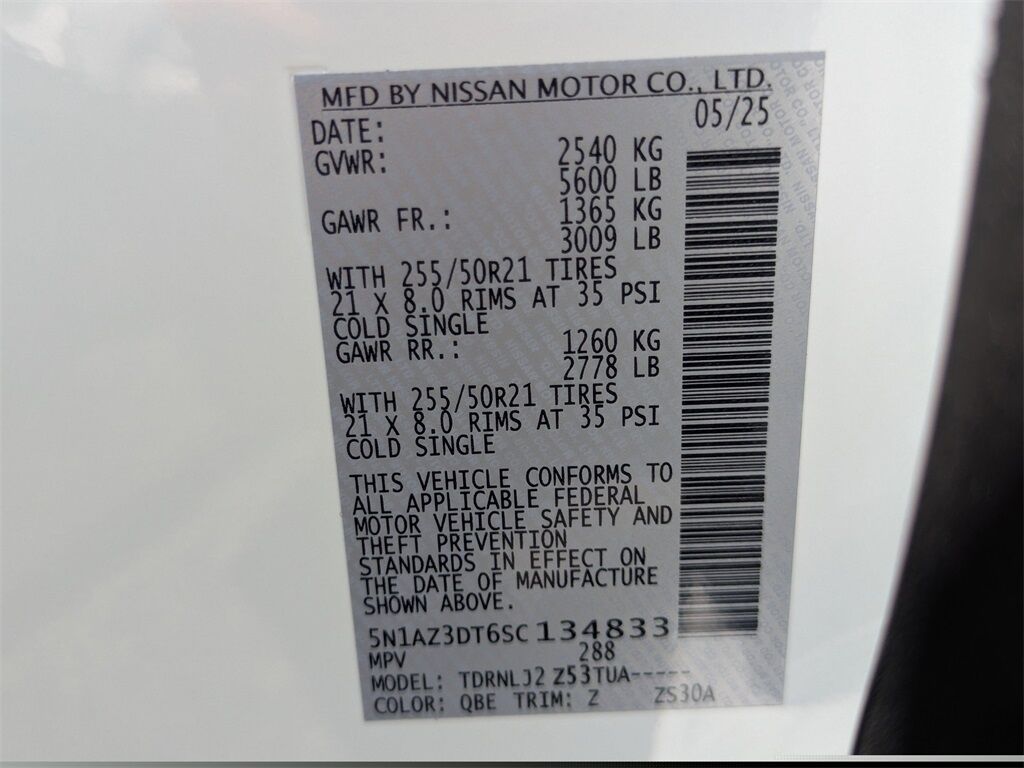 MFD BY NISSAN MOTOR CO., LTD.
DATE: 05/25
GVWR: 2540 KG
5600 LB
GAWR FR.: 1365 KG
3009 LB
WITH 255/50R21 TIRES
21 X 8.0 RIMS AT 35 PSI
COLD SINGLE
GAWR RR.: 1260 KG
2778 LB
WITH 255/50R21 TIRES
21 X 8.0 RIMS AT 35 PSI
COLD SINGLE
THIS VEHICLE CONFORMS TO
ALL APPLICABLE FEDERAL
MOTOR VEHICLE SAFETY AND
THEFT PREVENTION
STANDARDS IN EFFECT ON
THE DATE OF MANUFACTURE
SHOWN ABOVE.
5N1AZ3DT6SC134833
MPV 288
MODEL: TDRNLJ2 Z53TUA-----
COLOR: QBE TRIM: Z ZS30A